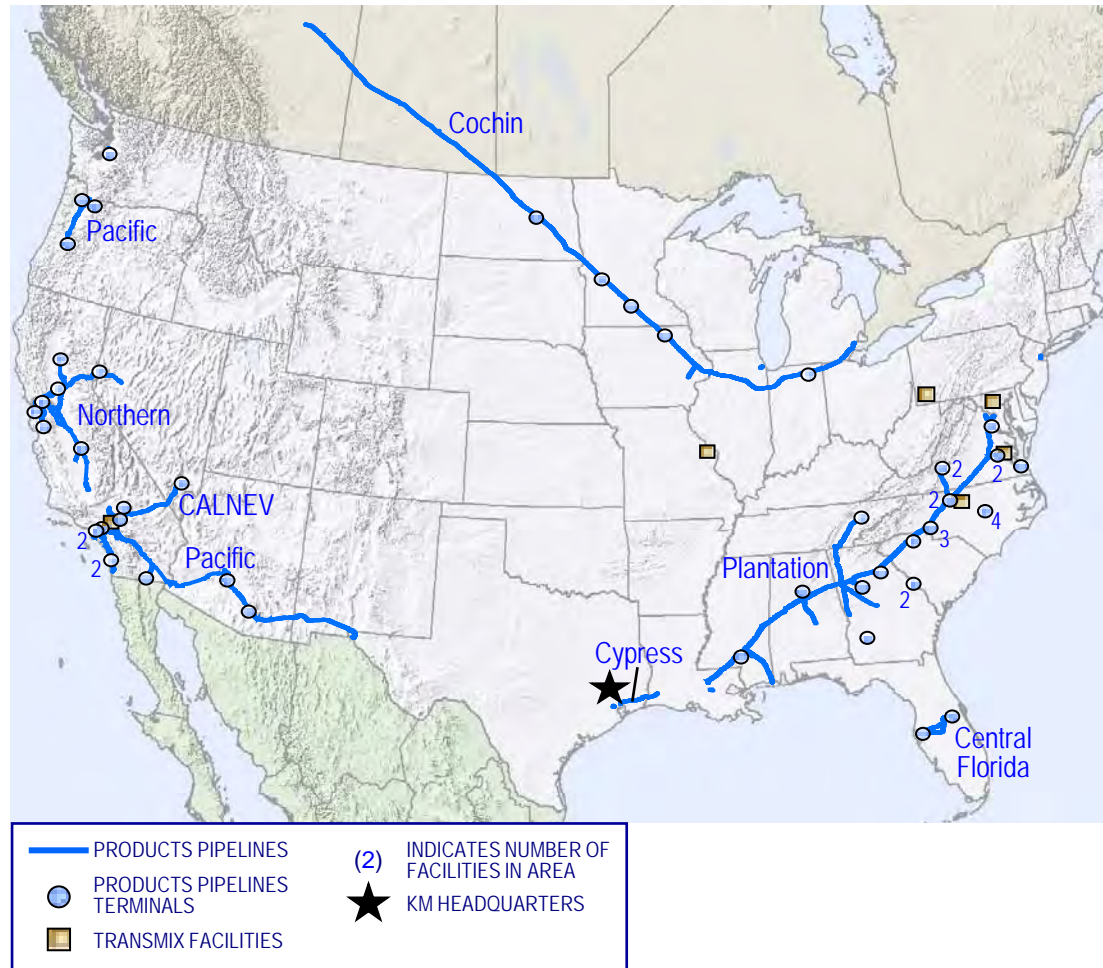 Cochin
Pacific
Northern
CALNEV
2
2
Pacific
2
2
2
4
3
Plantation
2
Cypress
Central
Florida
PRODUCTS PIPELINES
PRODUCTS PIPELINES
TERMINALS
TRANSMIX FACILITIES
(2)
INDICATES NUMBER OF
FACILITIES IN AREA
KM HEADQUARTERS